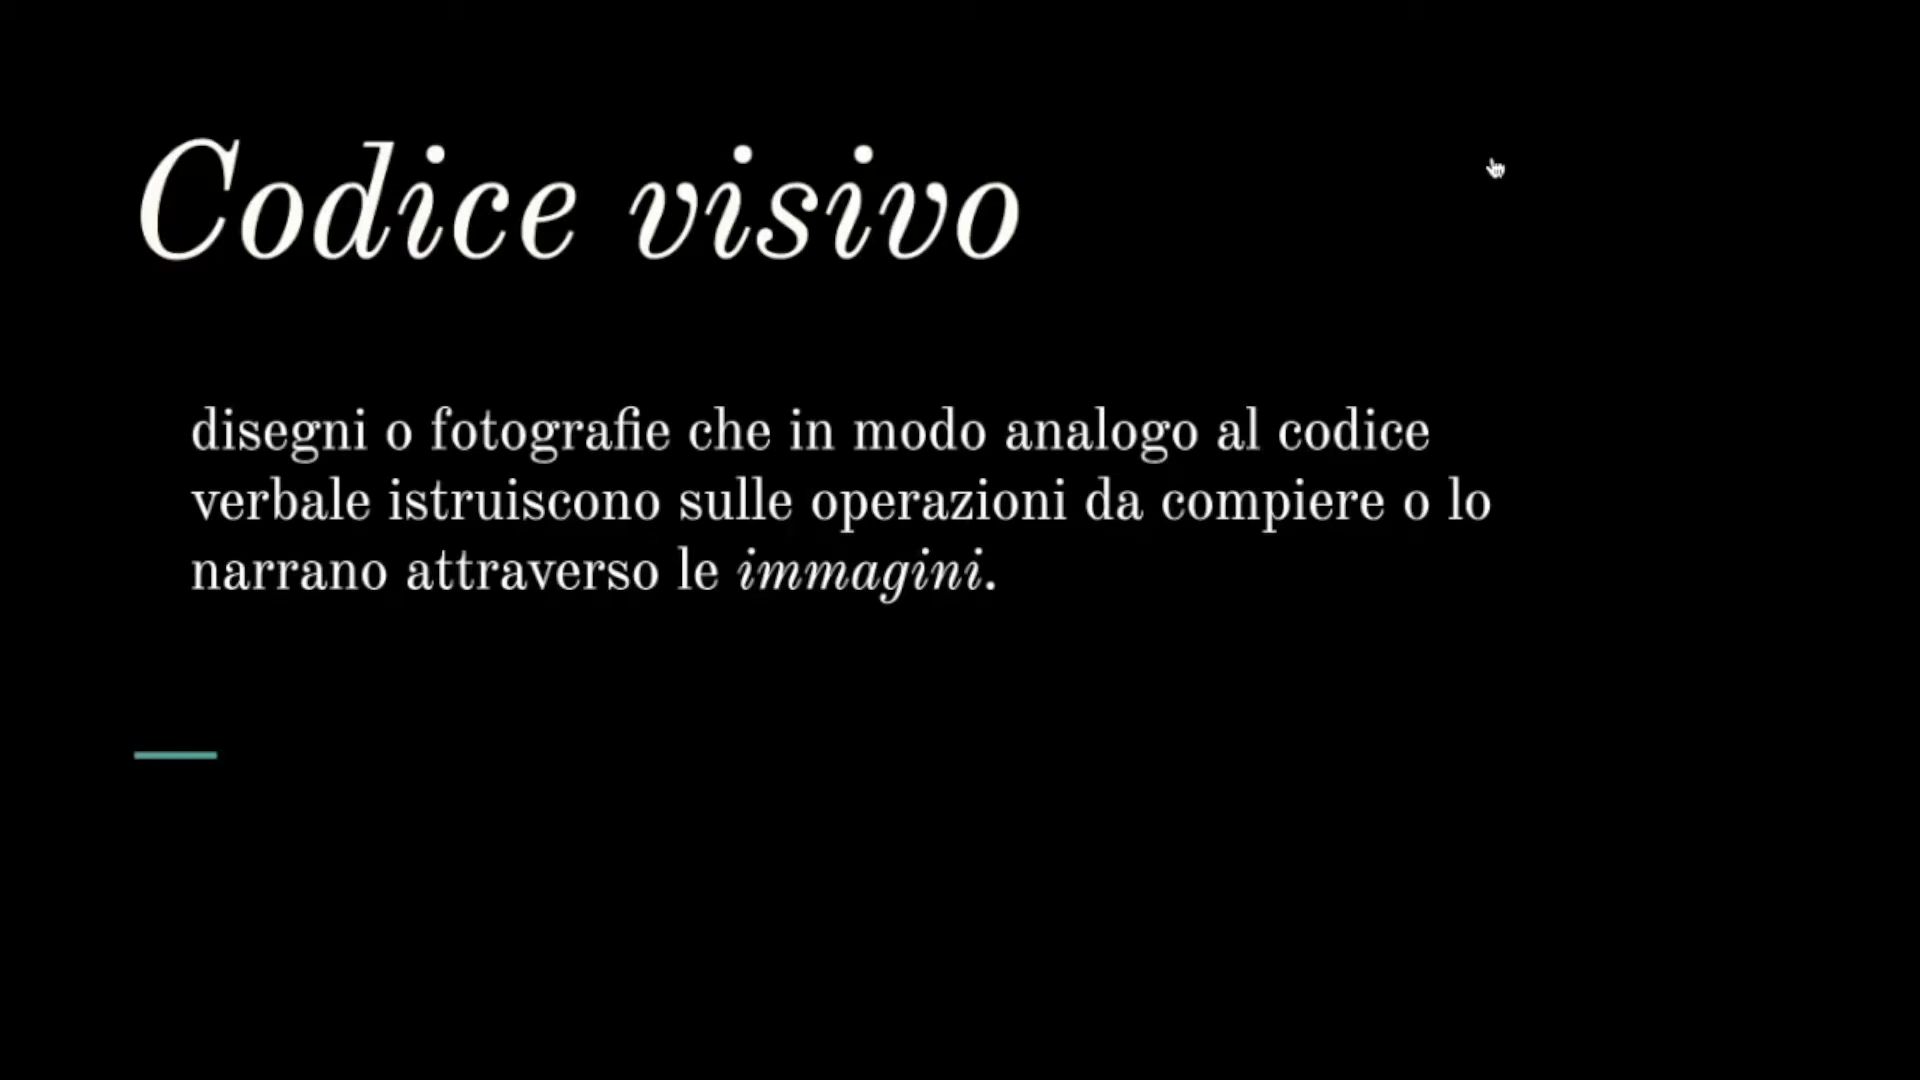 Codice visivo
disegni o fotografie che in modo analogo al codice
verbale istruiscono sulle operazioni da compiere o lo
narrano attraverso le immagini.